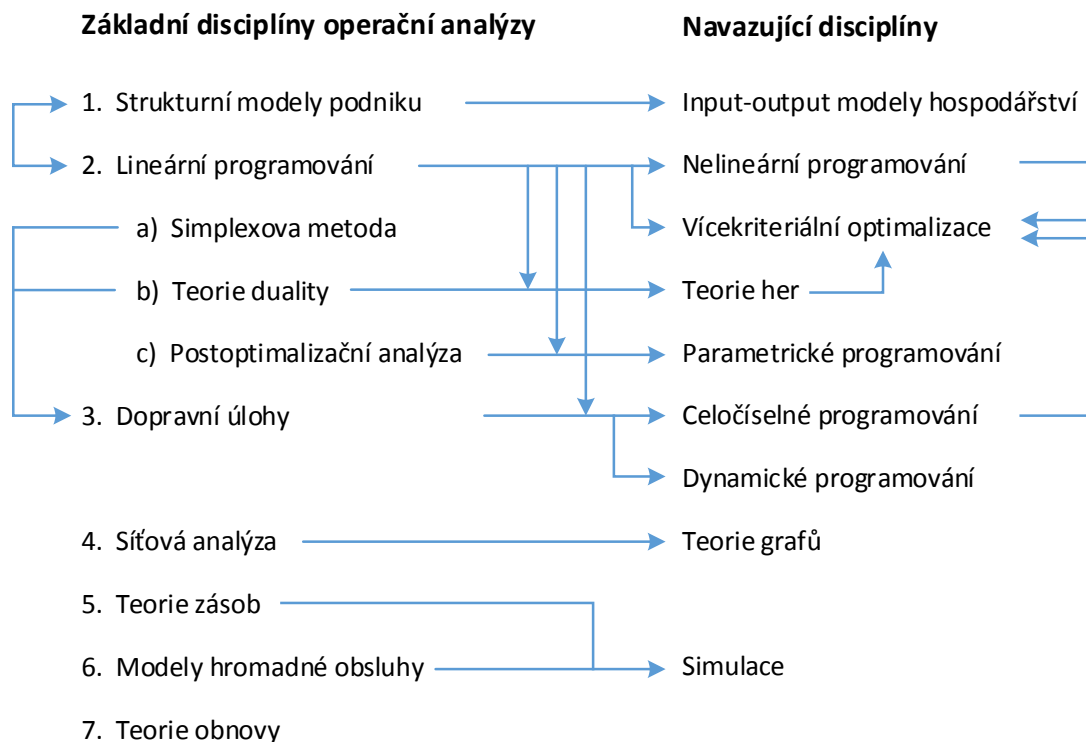 Základní disciplíny operační analýzy
Navazující disciplíny
1. Strukturní modely podniku
Input-output modely hospodářství
2. Lineární programování
Nelineární programování
a) Simplexova metoda
Vícekriteriální optimalizace
b) Teorie duality
Teorie her
c) Postoptimalizační analýza
Parametrické programování
3. Dopravní úlohy
Celočíselné programování
Dynamické programování
4. Síťová analýza
Teorie grafů
5. Teorie zásob
6. Modely hromadné obsluhy
Simulace
7. Teorie obnovy